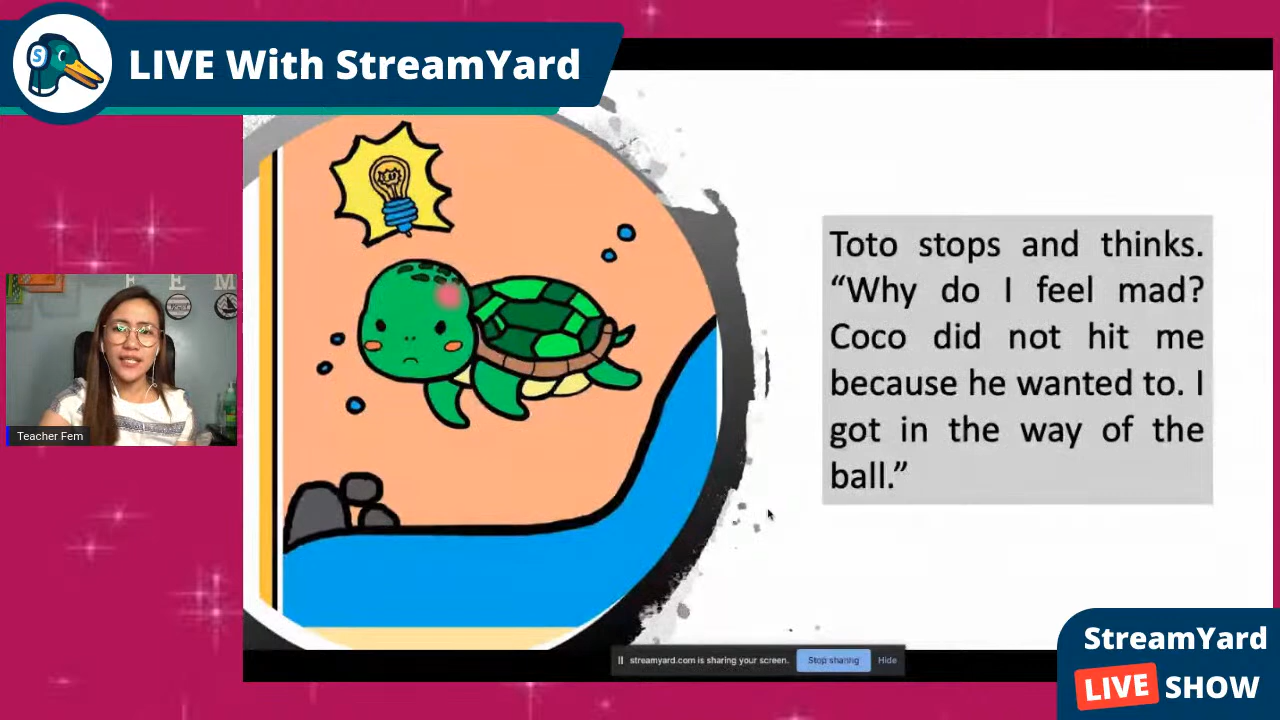 S
LIVE With StreamYard
F E M
Teacher Fem
Toto stops and thinks.
“Why do I feel mad?
Coco did not hit me
because he wanted to. I
got in the way of the
ball.”
streamyard.com is sharing your screen. Stop sharing Hide
StreamYard
LIVE SHOW